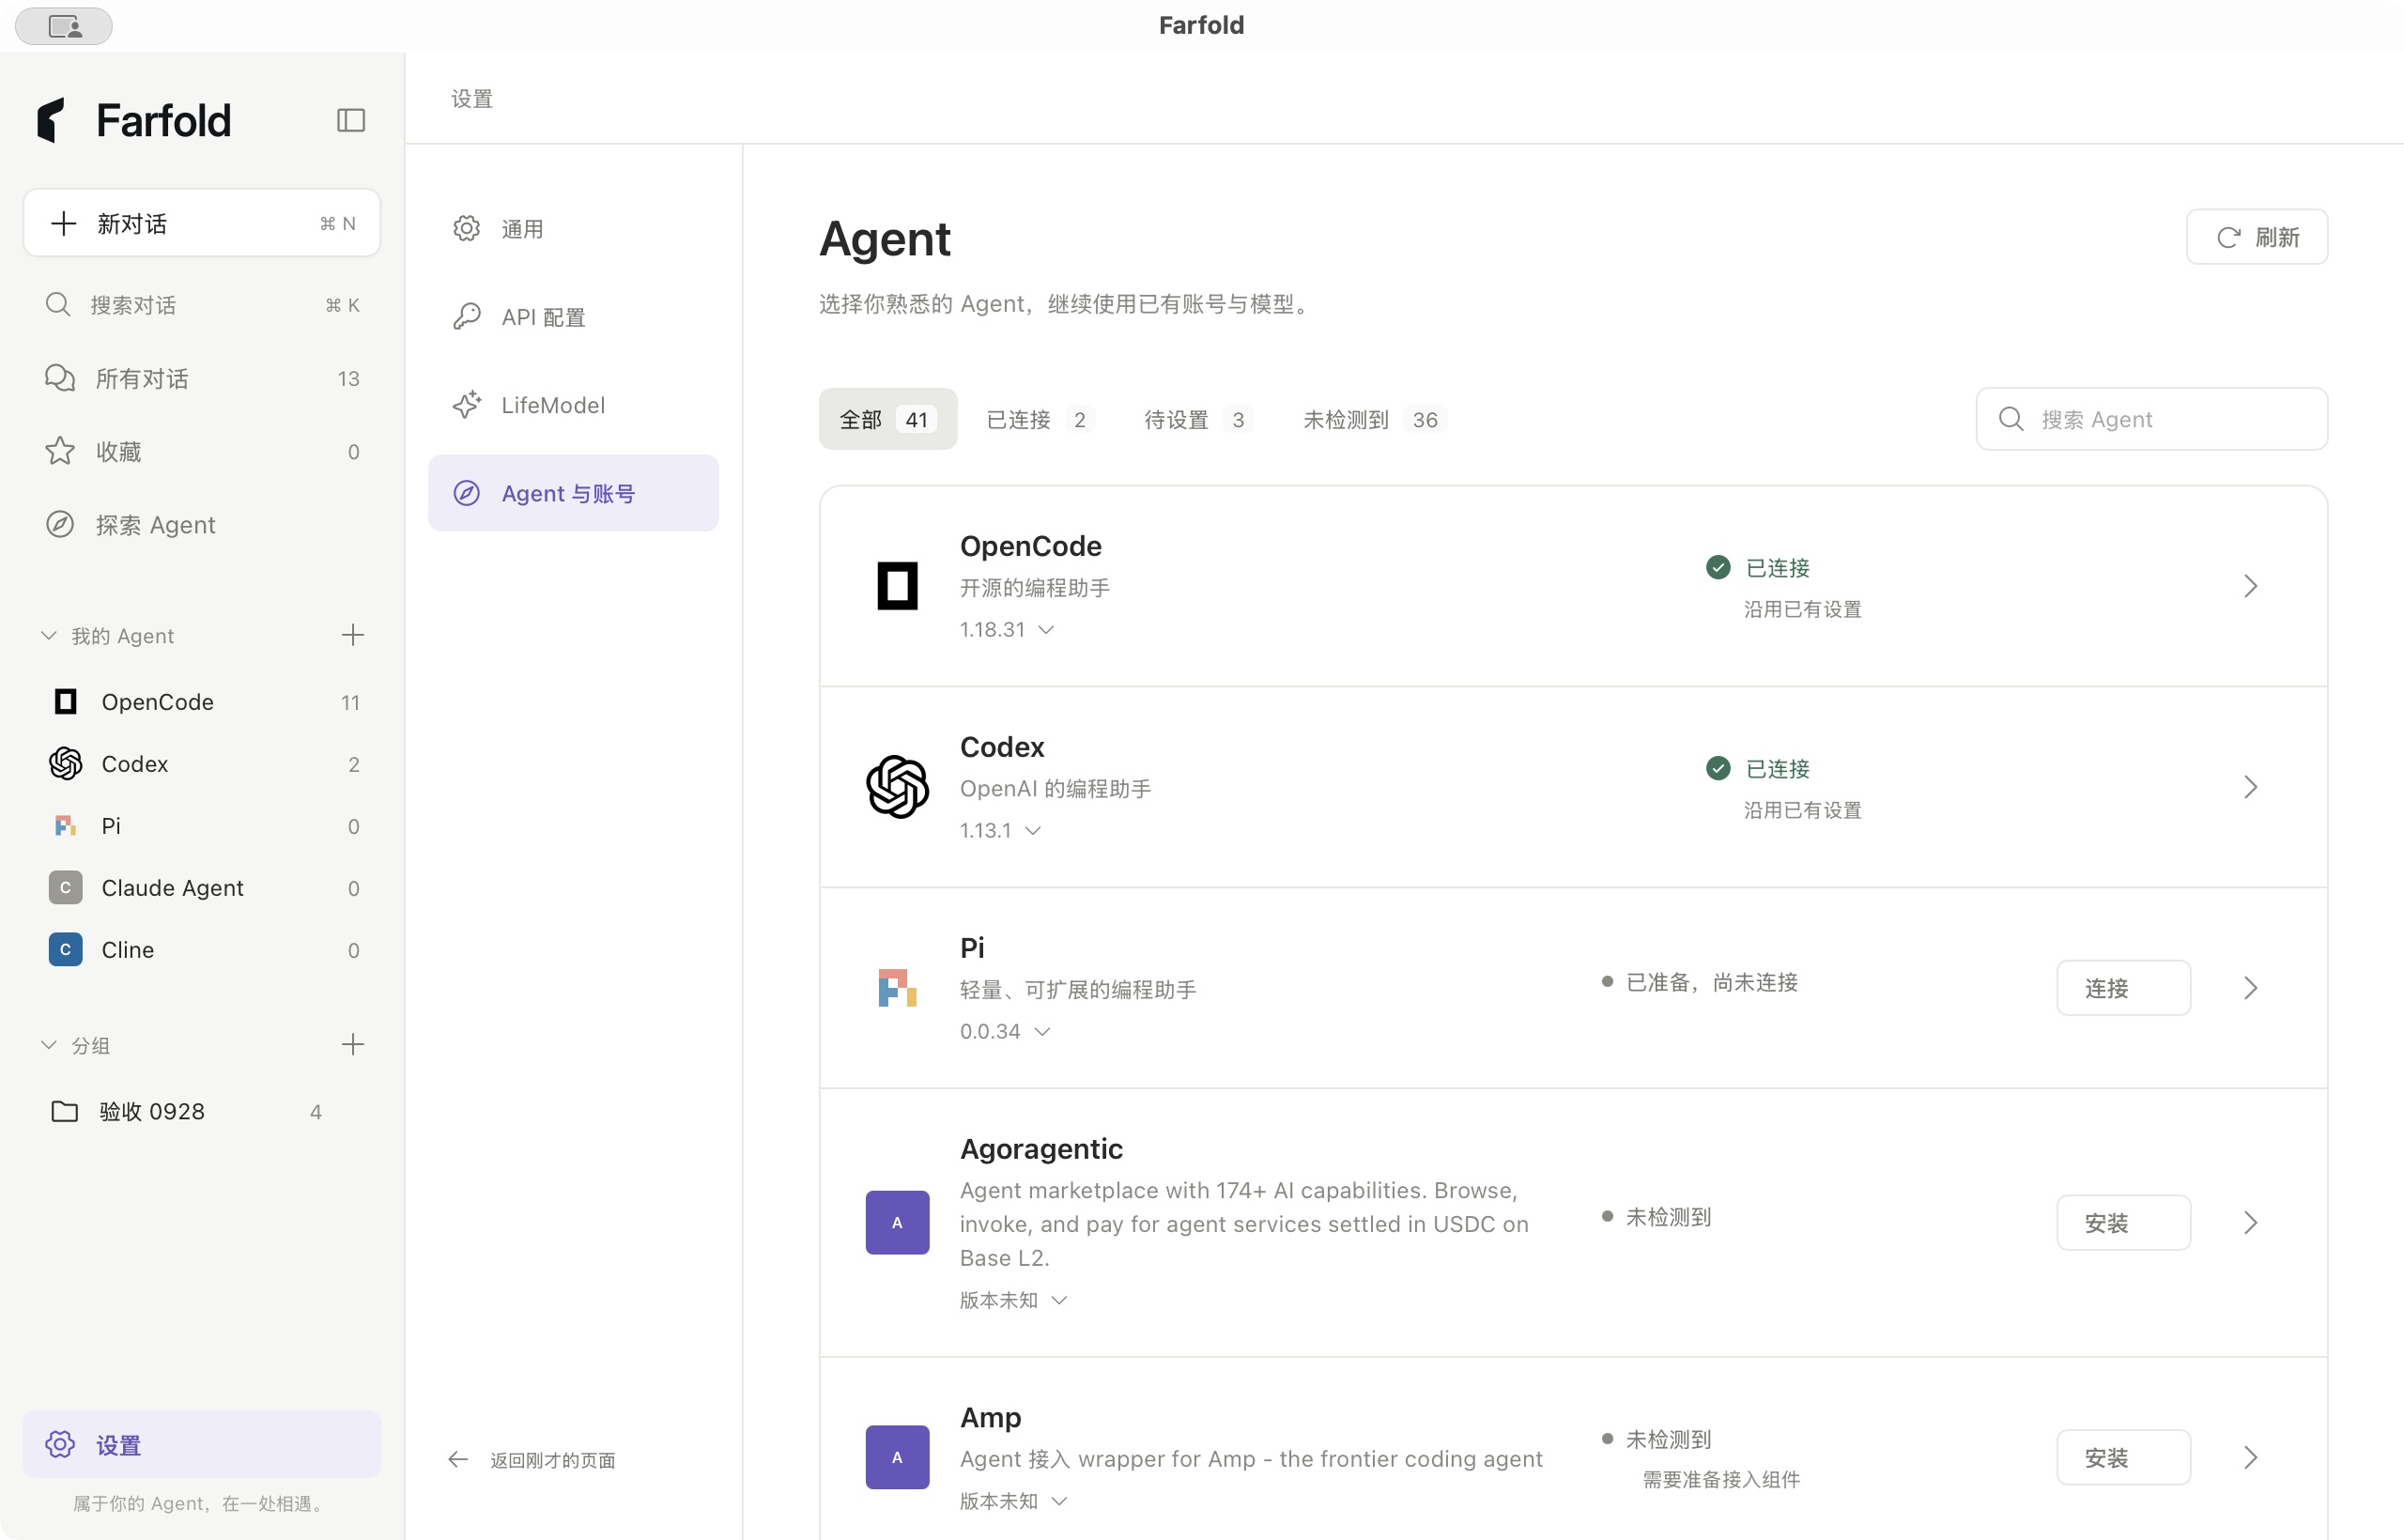 Farfold
Farfold
新对话 ⌘ N
搜索对话 ⌘ K
所有对话 13
收藏 0
探索 Agent
我的 Agent
OpenCode 11
Codex 2
Pi 0
C Claude Agent 0
C Cline 0
分组
验收 0928 4
设置
属于你的 Agent，在一处相遇。
设置
通用
API 配置
LifeModel
Agent 与账号
返回刚才的页面
Agent
刷新
选择你熟悉的 Agent，继续使用已有账号与模型。
全部 41 已连接 2 待设置 3 未检测到 36
搜索 Agent
OpenCode
开源的编程助手
1.18.31
已连接
沿用已有设置
Codex
OpenAI 的编程助手
1.13.1
已连接
沿用已有设置
Pi
轻量、可扩展的编程助手
0.0.34
已准备，尚未连接
连接
A
Agoragentic
Agent marketplace with 174+ AI capabilities. Browse,
invoke, and pay for agent services settled in USDC on
Base L2.
版本未知
未检测到
安装
A
Amp
Agent 接入 wrapper for Amp - the frontier coding agent
版本未知
未检测到
需要准备接入组件
安装